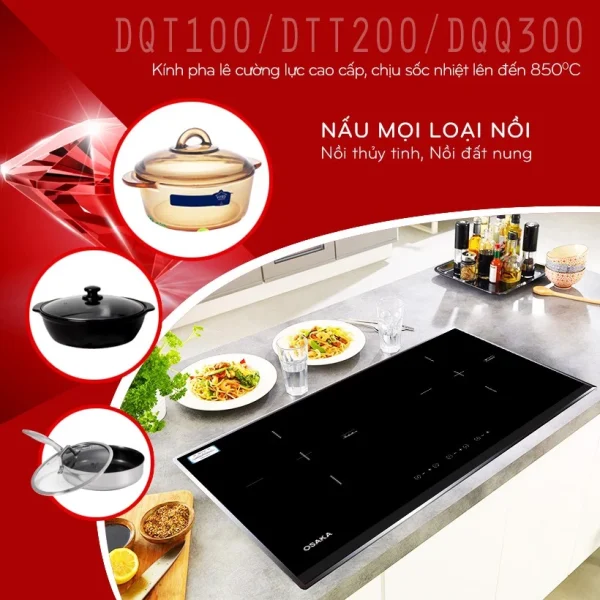 DQT100/DTT200/DQQ300
Kính pha lê cường lực cao cấp, chịu sốc nhiệt lên đến 850⁰C
NẤU MỌI LOẠI NỒI
Nồi thủy tinh, Nồi đất nung
OSAKA